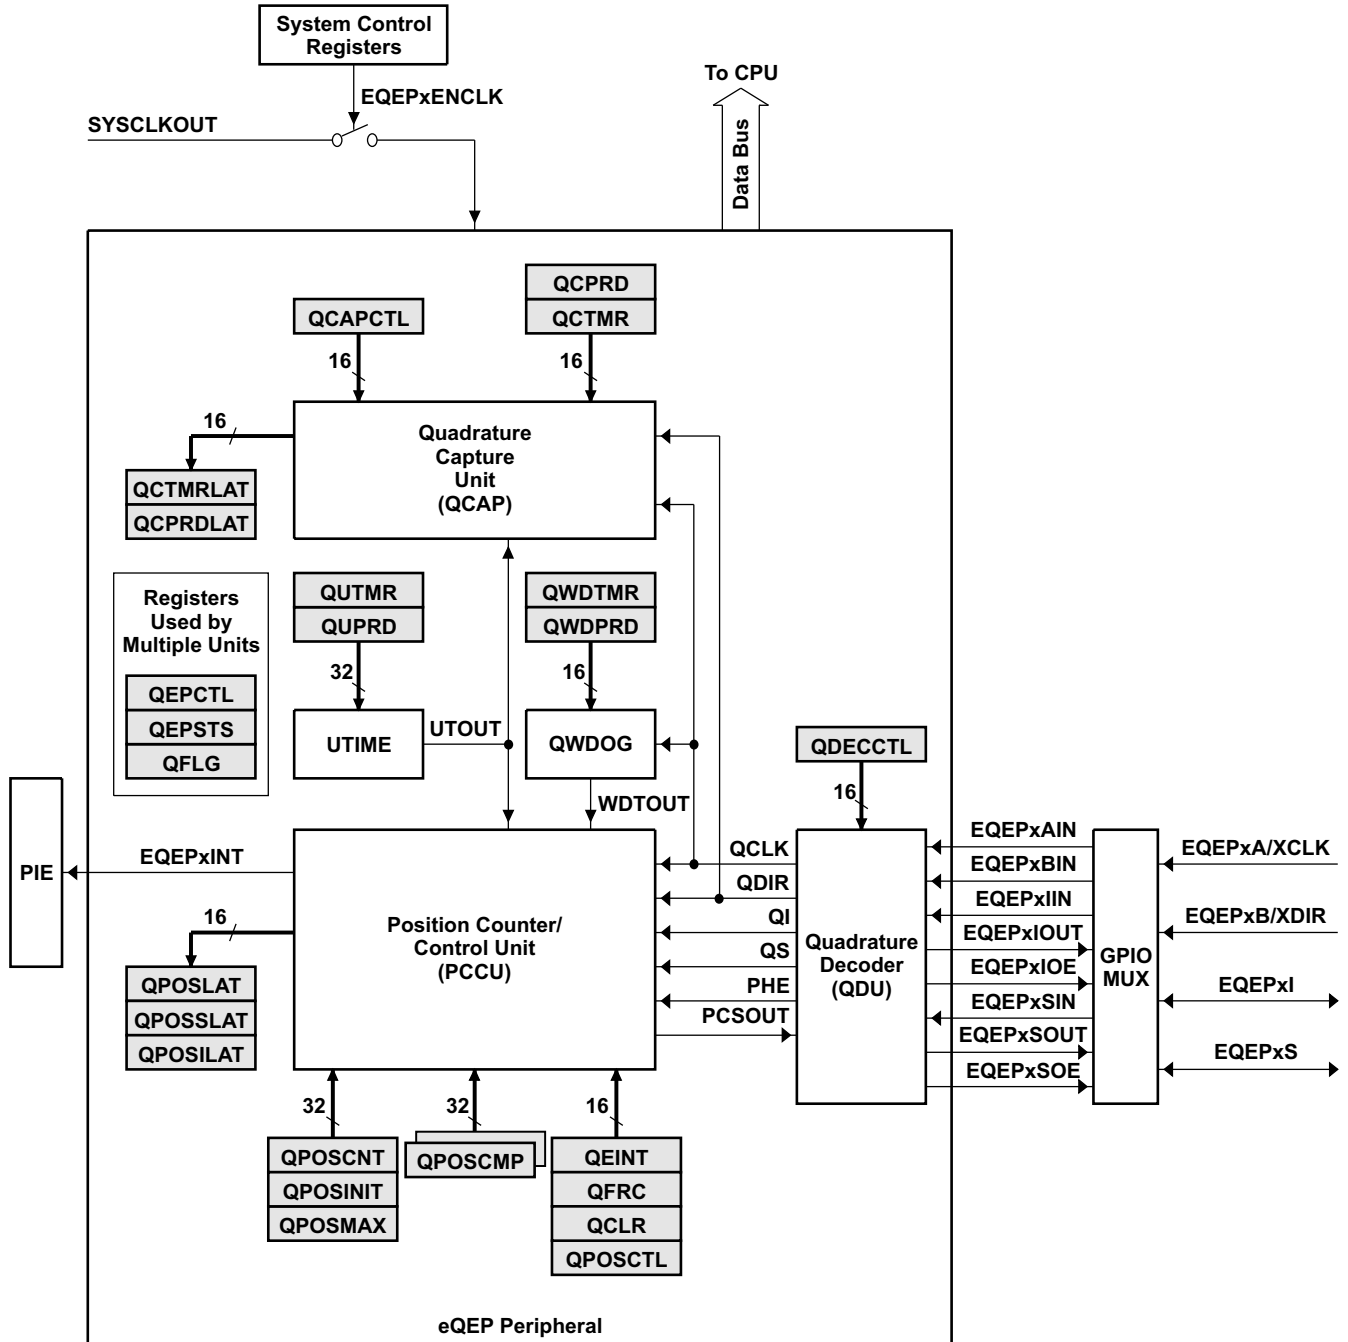 System Control
Registers
To CPU
EQEPxENCLK
SYSCLKOUT
Data Bus
QCPRD
QCAPCTL
QCTMR
16
16
16
Quadrature
Capture
Unit
(QCAP)
QCTMRLAT
QCPRDLAT
Registers
Used by
Multiple Units
QEPCTL
QEPSTS
QFLG
QUTMR
QUPRD
QWDTMR
QWDPRD
32
16
UTIME
UTOUT
QWDOG
QDECCTL
16
WDTOUT
PIE
EQEPxINT
16
Position Counter/
Control Unit
(PCCU)
QCLK
QDIR
QI
QS
PHE
PCSOUT
Quadrature
Decoder
(QDU)
EQEPxAIN
EQEPxBIN
EQEPxIIN
EQEPxIOUT
EQEPxIOE
EQEPxSIN
EQEPxSOUT
EQEPxSOE
GPIO
MUX
EQEPxA/XCLK
EQEPxB/XDIR
EQEPxI
EQEPxS
QPOSLAT
QPOSSLAT
QPOSILAT
32
32
16
QPOSCNT
QPOSINIT
QPOSMAX
QPOSCMP
QEINT
QFRC
QCLR
QPOSCTL
eQEP Peripheral